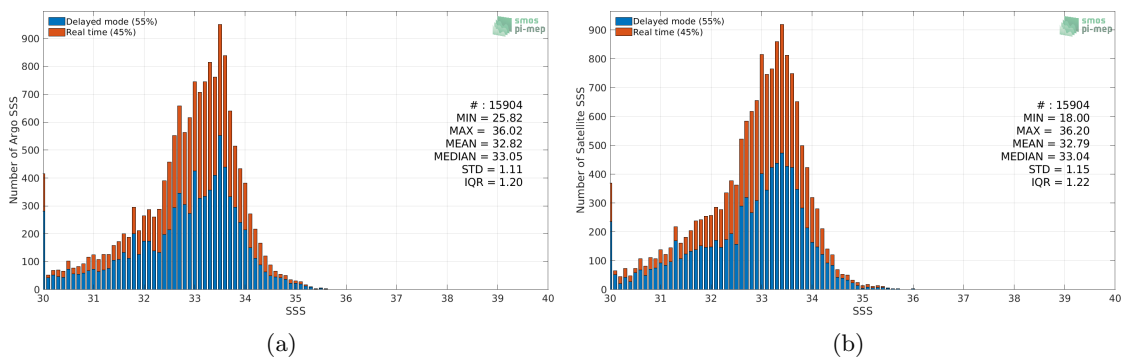 Delayed mode (55%)
Real time (45%)
smos
pi-mep
900
800
700
600
500
400
300
200
100
0
Number of Argo SSS
# : 15904
MIN = 25.82
MAX = 36.02
MEAN = 32.82
MEDIAN = 33.05
STD = 1.11
IQR = 1.20
30 31 32 33 34 35 36 37 38 39 40
SSS
(a)
Delayed mode (55%)
Real time (45%)
smos
pi-mep
900
800
700
600
500
400
300
200
100
0
Number of Satellite SSS
# : 15904
MIN = 18.00
MAX = 36.20
MEAN = 32.79
MEDIAN = 33.04
STD = 1.15
IQR = 1.22
30 31 32 33 34 35 36 37 38 39 40
SSS
(b)